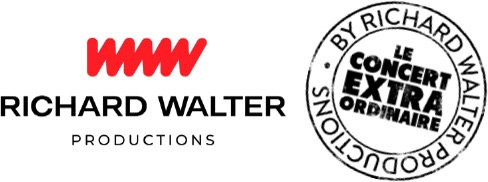 RICHARD WALTER
PRODUCTIONS
BY RICHARD WALTER PRODUCTIONS
LE
CONCERT
EXTRA
ORDINAIRE